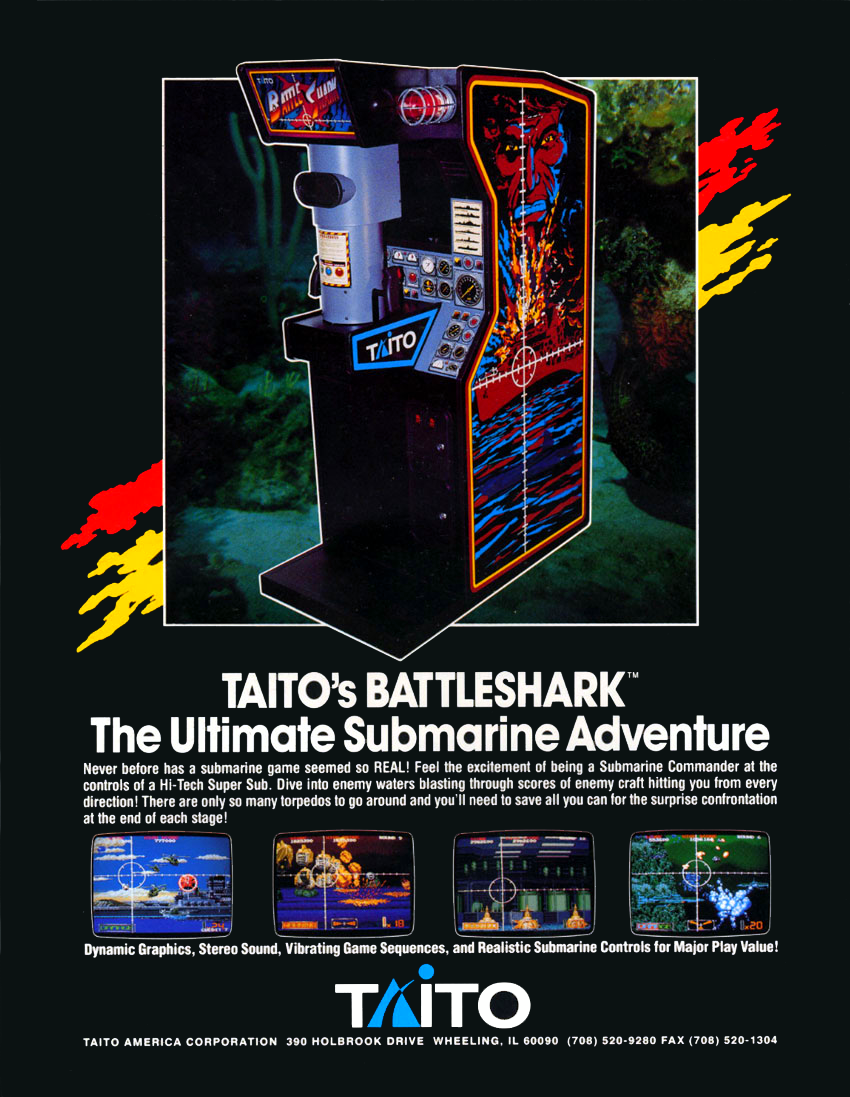 TAITO
BATTLE SHARK
TAITO
TAITO's BATTLESHARK™
The Ultimate Submarine Adventure
Never before has a submarine game seemed so REAL! Feel the excitement of being a Submarine Commander at the
controls of a Hi-Tech Super Sub. Dive into enemy waters blasting through scores of enemy craft hitting you from every
direction! There are only so many torpedos to go around and you'll need to save all you can for the surprise confrontation
at the end of each stage!
Dynamic Graphics, Stereo Sound, Vibrating Game Sequences, and Realistic Submarine Controls for Major Play Value!
TAITO
TAITO AMERICA CORPORATION 390 HOLBROOK DRIVE WHEELING, IL 60090 (708) 520-9280 FAX (708) 520-1304